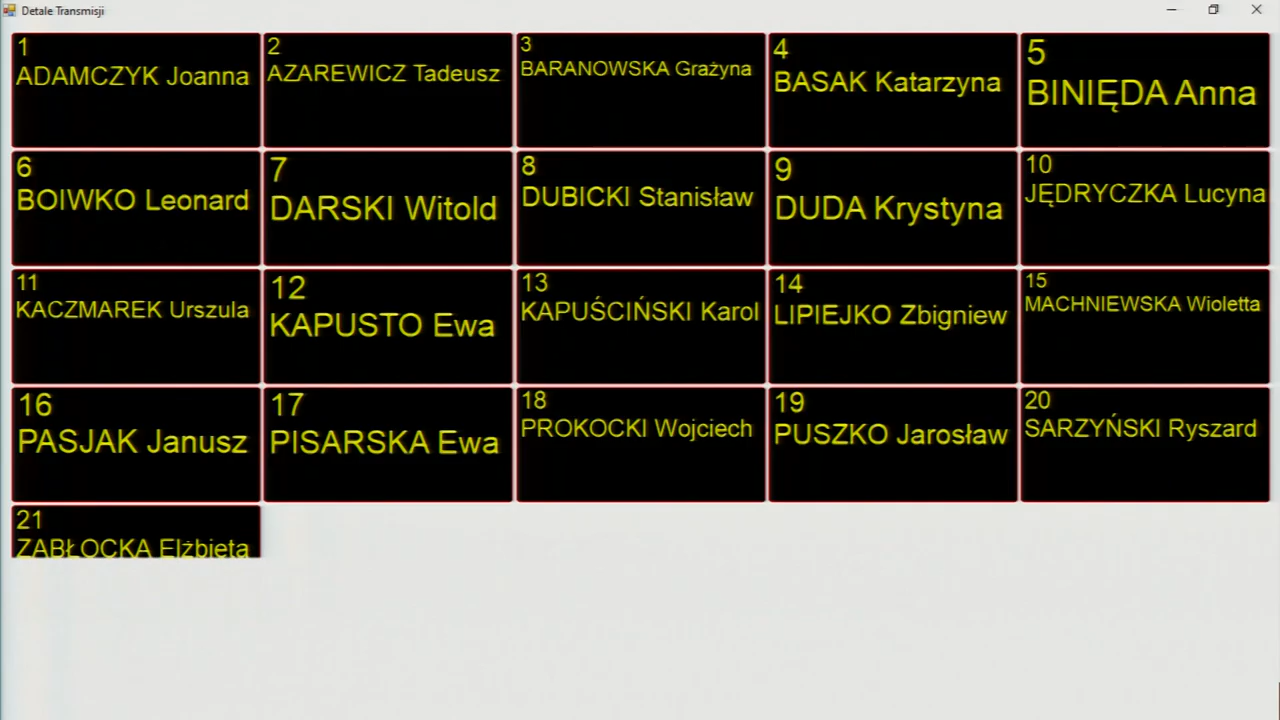 Detale Transmisji
1
ADAMCZYK Joanna
2
AZAREWICZ Tadeusz
3
BARANOWSKA Grażyna
4
BASAK Katarzyna
5
BINIĘDA Anna
6
BOIWKO Leonard
7
DARSKI Witold
8
DUBICKI Stanisław
9
DUDA Krystyna
10
JĘDRYCZKA Lucyna
11
KACZMAREK Urszula
12
KAPUSTO Ewa
13
KAPUŚCIŃSKI Karol
14
LIPIEJKO Zbigniew
15
MACHNIEWSKA Wioletta
16
PASJAK Janusz
17
PISARSKA Ewa
18
PROKOCKI Wojciech
19
PUSZKO Jarosław
20
SARZYŃSKI Ryszard
21
ZABŁOCKA Elżbieta